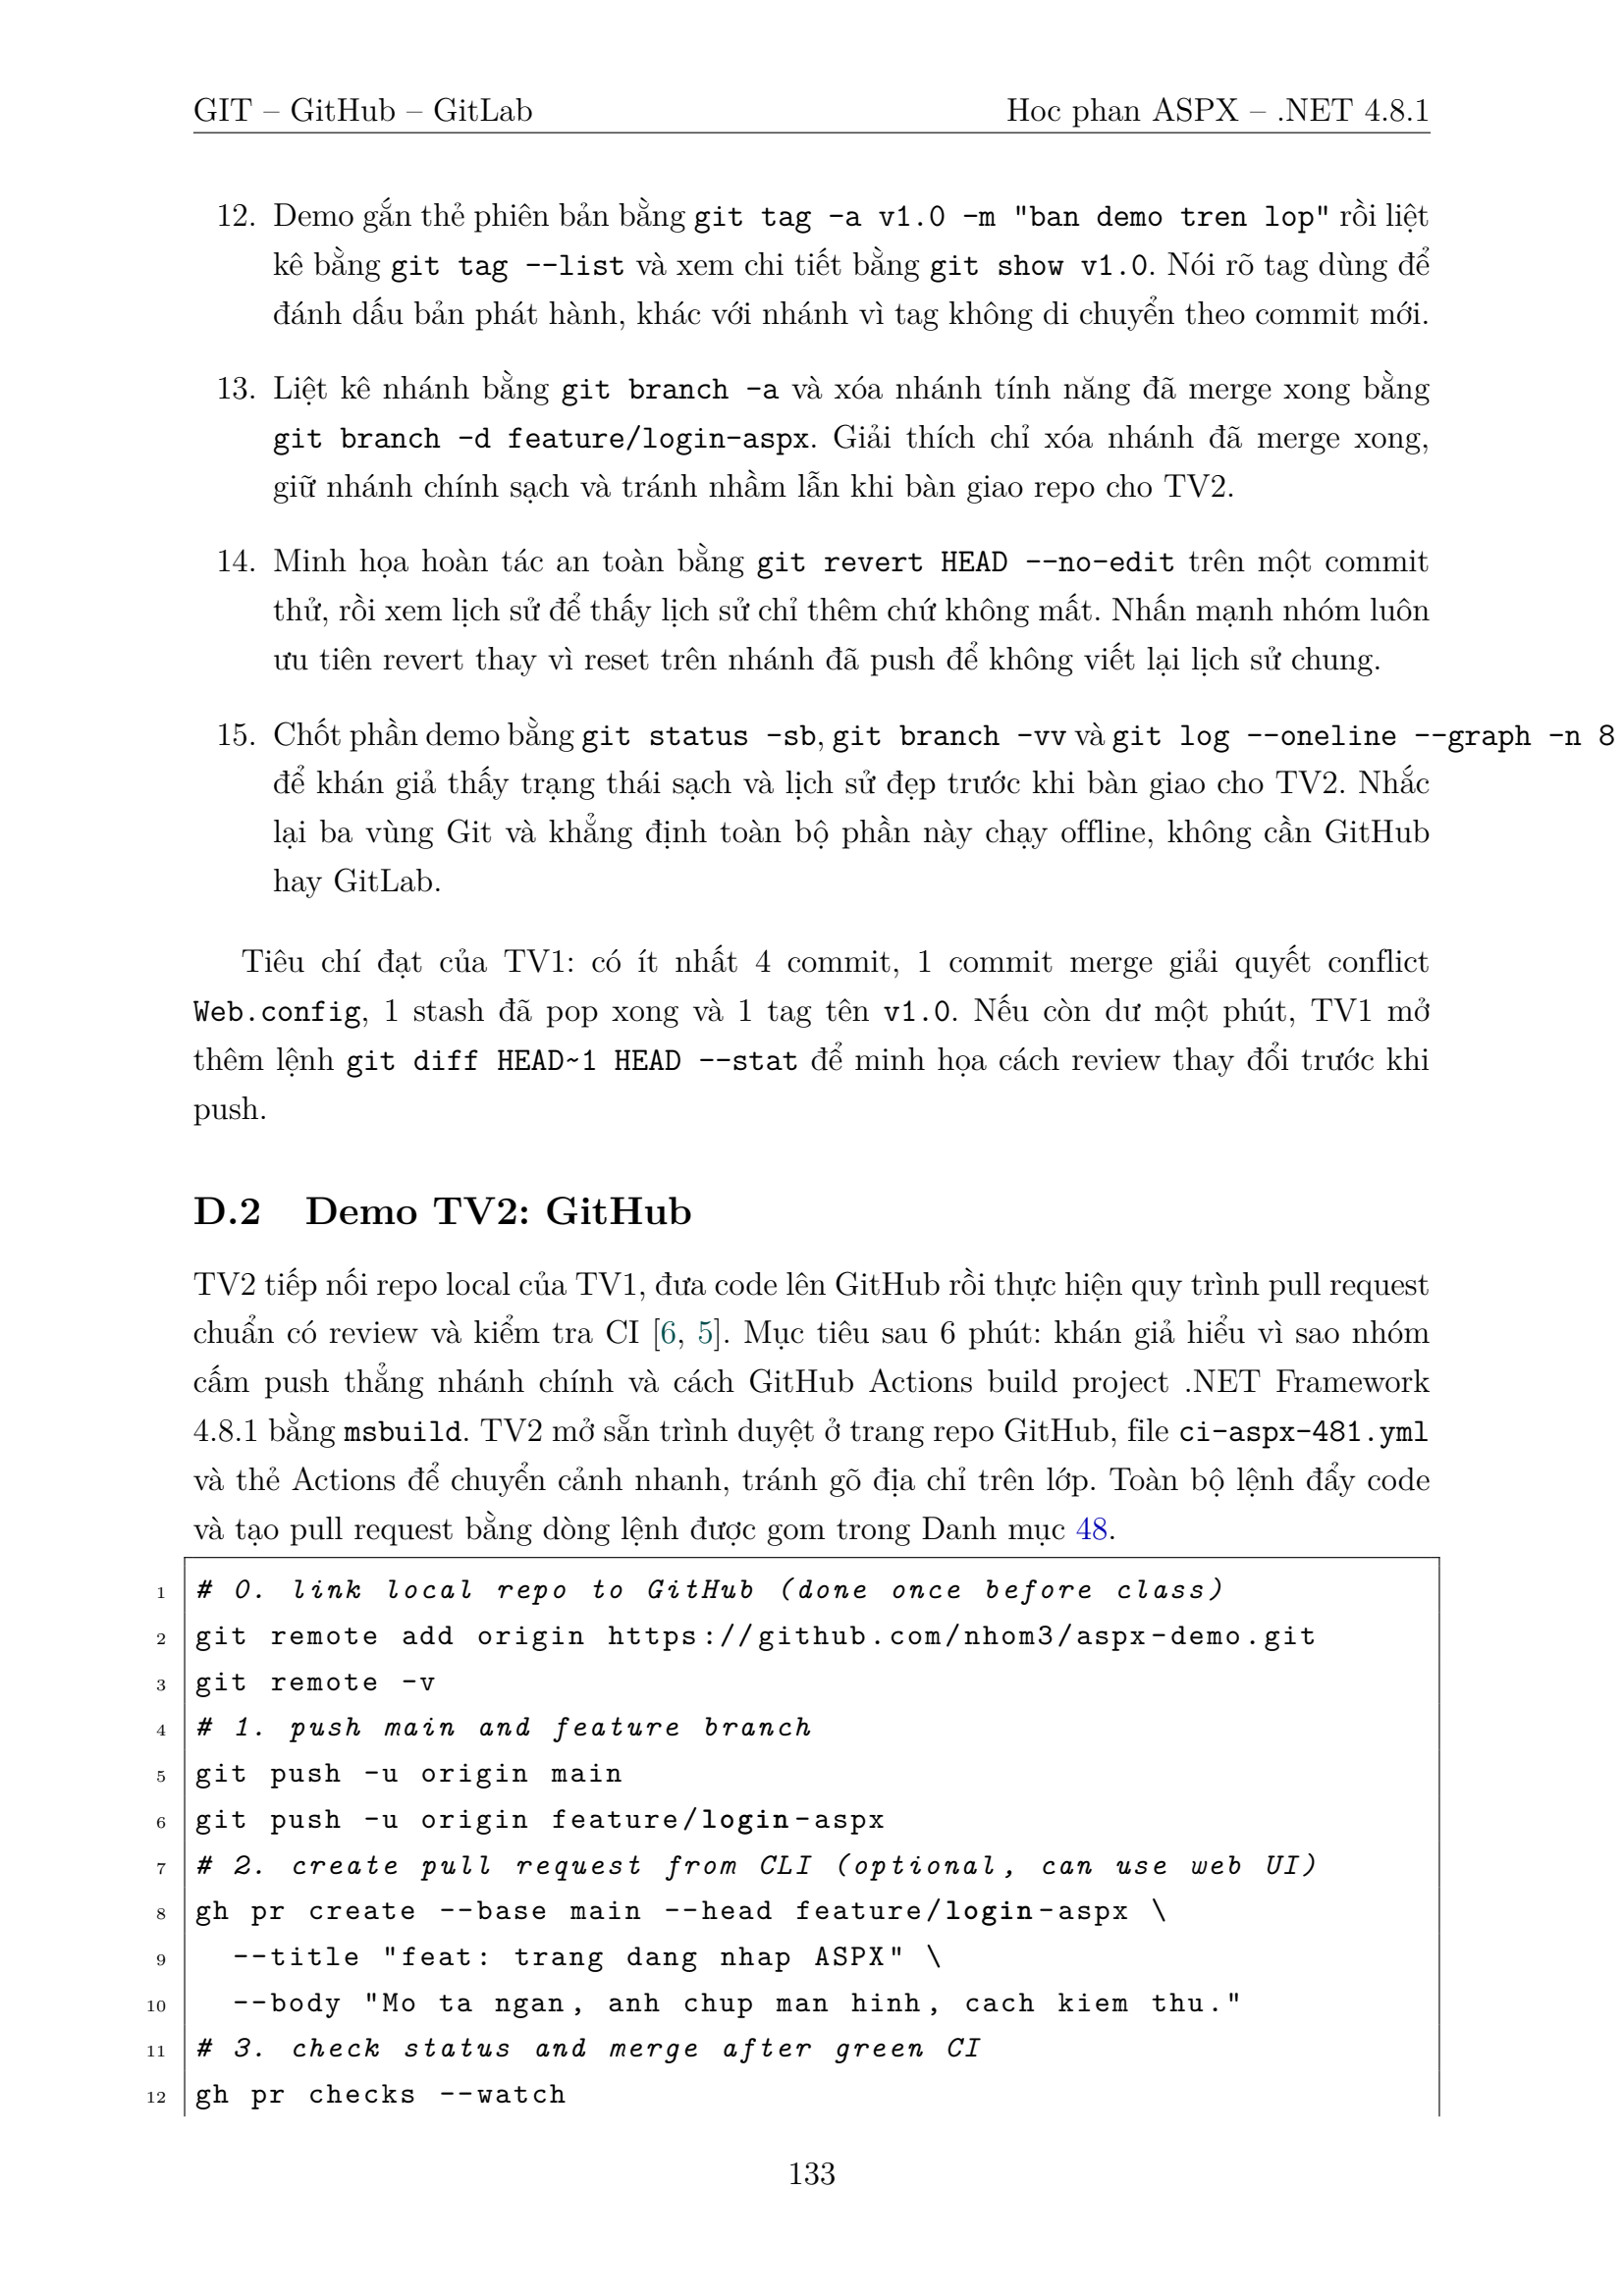 GIT – GitHub – GitLab Hoc phan ASPX – .NET 4.8.1
12. Demo gắn thẻ phiên bản bằng git tag -a v1.0 -m "ban demo tren lop" rồi liệt
kê bằng git tag --list và xem chi tiết bằng git show v1.0. Nói rõ tag dùng để
đánh dấu bản phát hành, khác với nhánh vì tag không di chuyển theo commit mới.
13. Liệt kê nhánh bằng git branch -a và xóa nhánh tính năng đã merge xong bằng
git branch -d feature/login-aspx. Giải thích chỉ xóa nhánh đã merge xong,
giữ nhánh chính sạch và tránh nhầm lẫn khi bàn giao repo cho TV2.
14. Minh họa hoàn tác an toàn bằng git revert HEAD --no-edit trên một commit
thử, rồi xem lịch sử để thấy lịch sử chỉ thêm chứ không mất. Nhấn mạnh nhóm luôn
ưu tiên revert thay vì reset trên nhánh đã push để không viết lại lịch sử chung.
15. Chốt phần demo bằng git status -sb, git branch -vv và git log --oneline --graph -n 8
để khán giả thấy trạng thái sạch và lịch sử đẹp trước khi bàn giao cho TV2. Nhắc
lại ba vùng Git và khẳng định toàn bộ phần này chạy offline, không cần GitHub
hay GitLab.
Tiêu chí đạt của TV1: có ít nhất 4 commit, 1 commit merge giải quyết conflict
Web.config, 1 stash đã pop xong và 1 tag tên v1.0. Nếu còn dư một phút, TV1 mở
thêm lệnh git diff HEAD~1 HEAD --stat để minh họa cách review thay đổi trước khi
push.
D.2 Demo TV2: GitHub
TV2 tiếp nối repo local của TV1, đưa code lên GitHub rồi thực hiện quy trình pull request
chuẩn có review và kiểm tra CI [6, 5]. Mục tiêu sau 6 phút: khán giả hiểu vì sao nhóm
cấm push thẳng nhánh chính và cách GitHub Actions build project .NET Framework
4.8.1 bằng msbuild. TV2 mở sẵn trình duyệt ở trang repo GitHub, file ci-aspx-481.yml
và thẻ Actions để chuyển cảnh nhanh, tránh gõ địa chỉ trên lớp. Toàn bộ lệnh đẩy code
và tạo pull request bằng dòng lệnh được gom trong Danh mục 48.
1 # 0. link local repo to GitHub (done once before class)
2 git remote add origin https://github.com/nhom3/aspx-demo.git
3 git remote -v
4 # 1. push main and feature branch
5 git push -u origin main
6 git push -u origin feature/login-aspx
7 # 2. create pull request from CLI (optional, can use web UI)
8 gh pr create --base main --head feature/login-aspx \
9 --title "feat: trang dang nhap ASPX" \
10 --body "Mo ta ngan, anh chup man hinh, cach kiem thu."
11 # 3. check status and merge after green CI
12 gh pr checks --watch
133